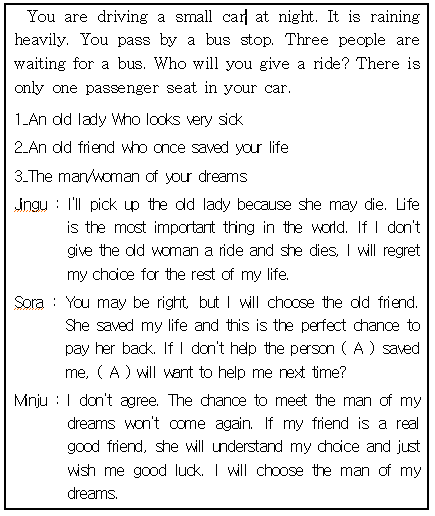 You are driving a small car at night. It is raining
heavily. You pass by a bus stop. Three people are
waiting for a bus. Who will you give a ride? There is
only one passenger seat in your car.
1_An old lady Who looks very sick
2_An old friend who once saved your life
3_The man/woman of your dreams
Jingu : I'll pick up the old lady because she may die. Life
is the most important thing in the world. If I don't
give the old woman a ride and she dies, I will regret
my choice for the rest of my life.
Sora : You may be right, but I will choose the old friend.
She saved my life and this is the perfect chance to
pay her back. If I don't help the person ( A ) saved
me, ( A ) will want to help me next time?
Minju : I don't agree. The chance to meet the man of my
dreams won't come again. If my friend is a real
good friend, she will understand my choice and just
wish me good luck. I will choose the man of my
dreams.